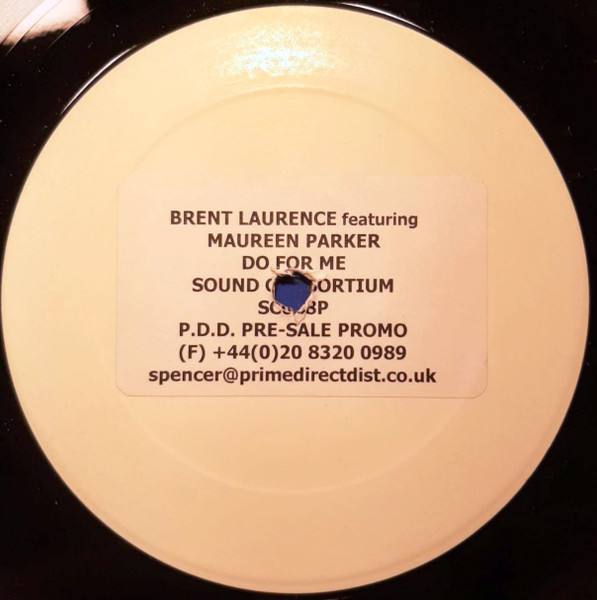 BRENT LAURENCE featuring
MAUREEN PARKER
DO FOR ME
SOUND
P.D.D. PRE-SALE PROMO
(F) +44(0)20 8320 0989
spencer@primedirectdist.co.uk